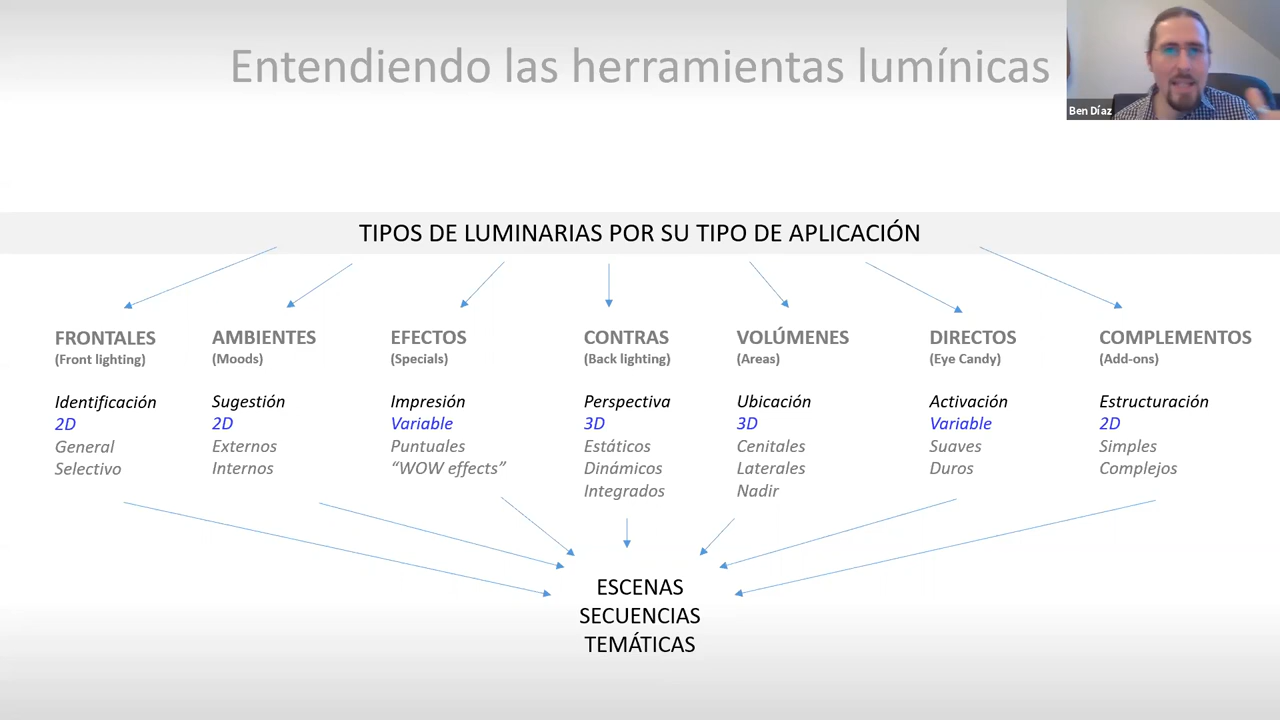 Entendiendo las herramientas lumínicas
Ben Díaz
TIPOS DE LUMINARIAS POR SU TIPO DE APLICACIÓN
FRONTALES
(Front lighting)
Identificación
2D
General
Selectivo
AMBIENTES
(Moods)
Sugestión
2D
Externos
Internos
EFECTOS
(Specials)
Impresión
Variable
Puntuales
“WOW effects”
CONTRAS
(Back lighting)
Perspectiva
3D
Estáticos
Dinámicos
Integrados
VOLÚMENES
(Areas)
Ubicación
3D
Cenitales
Laterales
Nadir
DIRECTOS
(Eye Candy)
Activación
Variable
Suaves
Duros
COMPLEMENTOS
(Add-ons)
Estructuración
2D
Simples
Complejos
ESCENAS
SECUENCIAS
TEMÁTICAS